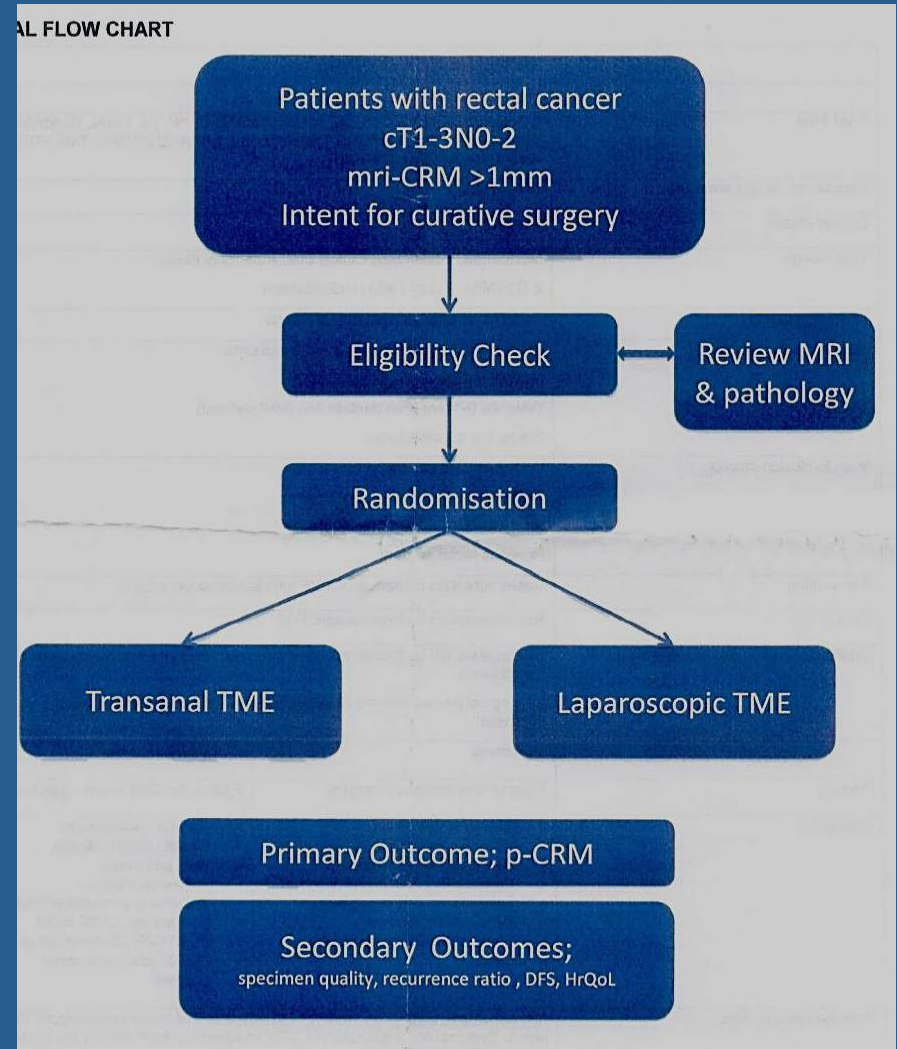 AL FLOW CHART
Patients with rectal cancer
cT1-3N0-2
mri-CRM >1mm
Intent for curative surgery
Eligibility Check
Review MRI
& pathology
Randomisation
Transanal TME
Laparoscopic TME
Primary Outcome; p-CRM
Secondary Outcomes;
specimen quality, recurrence ratio , DFS, HrQoL